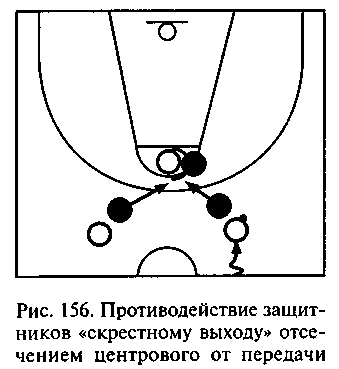 Рис. 156. Противодействие защит-
ников «скрестному выходу» отсе-
чением центрового от передачи